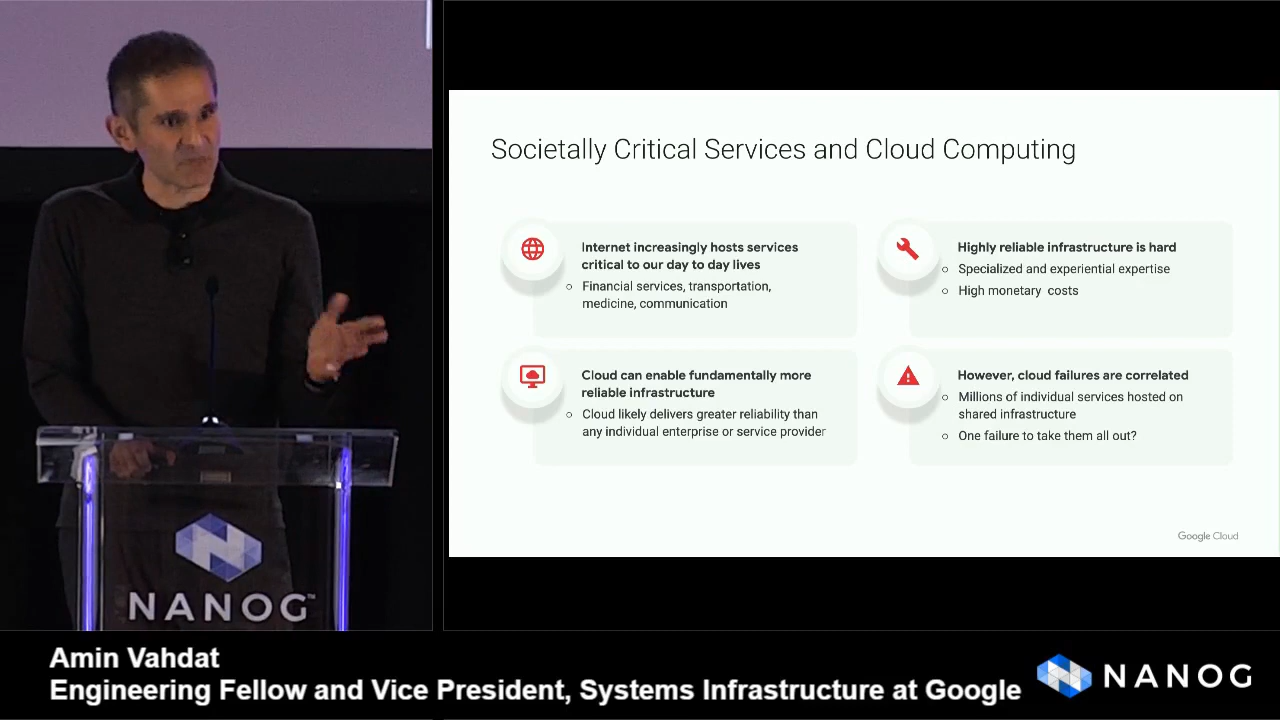 Societally Critical Services and Cloud Computing
Internet increasingly hosts services
critical to our day to day lives
Financial services, transportation,
medicine, communication
Highly reliable infrastructure is hard
Specialized and experiential expertise
High monetary costs
Cloud can enable fundamentally more
reliable infrastructure
Cloud likely delivers greater reliability than
any individual enterprise or service provider
However, cloud failures are correlated
Millions of individual services hosted on
shared infrastructure
One failure to take them all out?
Google Cloud
NANOG™
Amin Vahdat
Engineering Fellow and Vice President, Systems Infrastructure at Google
NANOG